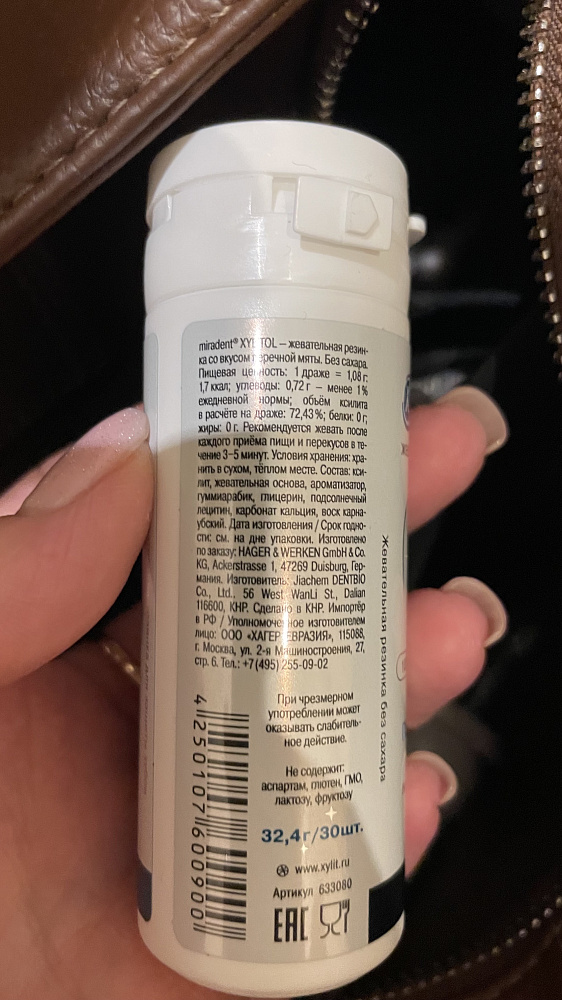 miradent® XYLITOL – жевательная резин-
ка со вкусом перечной мяты. Без сахара.
Пищевая ценность: 1 драже = 1,08 г:
1,7 ккал; углеводы: 0,72 г – менее 1%
ежедневной нормы; объём ксилита
в расчёте на драже: 72,43 %; белки: 0 г;
жиры: 0 г. Рекомендуется жевать после
каждого приёма пищи и перекусов в те-
чение 3–5 минут. Условия хранения: хра-
нить в сухом, тёплом месте. Состав: кси-
лит, жевательная основа, ароматизатор,
гуммиарабик, глицерин, подсолнечный
лецитин, карбонат кальция, воск карна-
убский. Дата изготовления / Срок годно-
сти: см. на дне упаковки. Изготовлено
по заказу: HAGER & WERKEN GmbH & Co.
KG, Ackerstrasse 1, 47269 Duisburg, Гер-
мания. Изготовитель: Jiachem DENTBIO
Co., Ltd., 56 West WanLi St., Dalian
116600, КНР. Сделано в КНР. Импортёр
в РФ / Уполномоченное изготовителем
лицо: ООО «ХАГЕР ЕВРАЗИЯ», 115088,
г. Москва, ул. 2-я Машиностроения, 27,
стр. 6. Тел.: +7 (495) 255-09-02
При чрезмерном
употреблении может
оказывать слабитель-
ное действие.
Не содержит:
аспартам, глютен, ГМО,
лактозу, фруктозу
32,4 г/30шт.
www.xylit.ru
Артикул 633080
EAC
4 250107 600900
Жевательная резинка без сахара